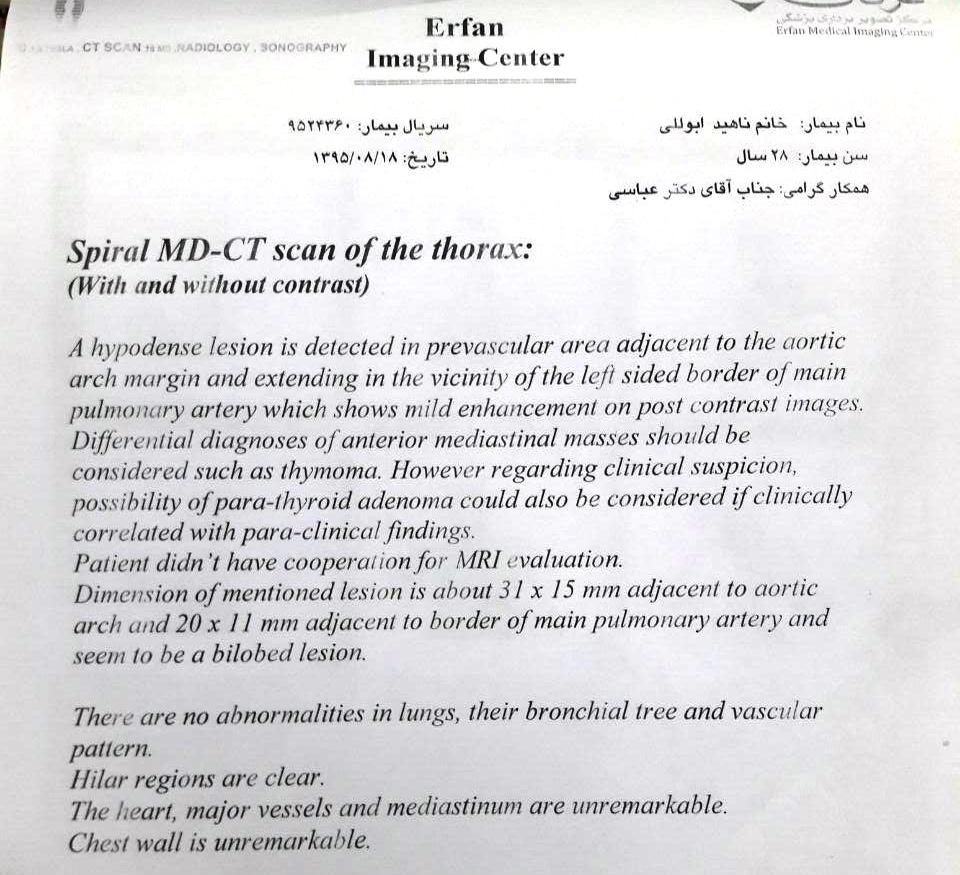 Erfan
Imaging Center
CT SCAN RADIOLOGY , SONOGRAPHY
مرکز تصویر برداری پزشکی
Erfan Medical Imaging Center
نام بیمار: خانم ناهید ابوللی
سریال بیمار: ۹۵۲۴۳۶۰
سن بیمار: ۲۸ سال
تاریخ: ۱۳۹۵/۰۸/۱۸
همکار گرامی: جناب آقای دکتر عباسی
Spiral MD-CT scan of the thorax:
(With and without contrast)
A hypodense lesion is detected in prevascular area adjacent to the aortic
arch margin and extending in the vicinity of the left sided border of main
pulmonary artery which shows mild enhancement on post contrast images.
Differential diagnoses of anterior mediastinal masses should be
considered such as thymoma. However regarding clinical suspicion,
possibility of para-thyroid adenoma could also be considered if clinically
correlated with para-clinical findings.
Patient didn't have cooperation for MRI evaluation.
Dimension of mentioned lesion is about 31 x 15 mm adjacent to aortic
arch and 20 x 11 mm adjacent to border of main pulmonary artery and
seem to be a bilobed lesion.
There are no abnormalities in lungs, their bronchial tree and vascular
pattern.
Hilar regions are clear.
The heart, major vessels and mediastinum are unremarkable.
Chest wall is unremarkable.